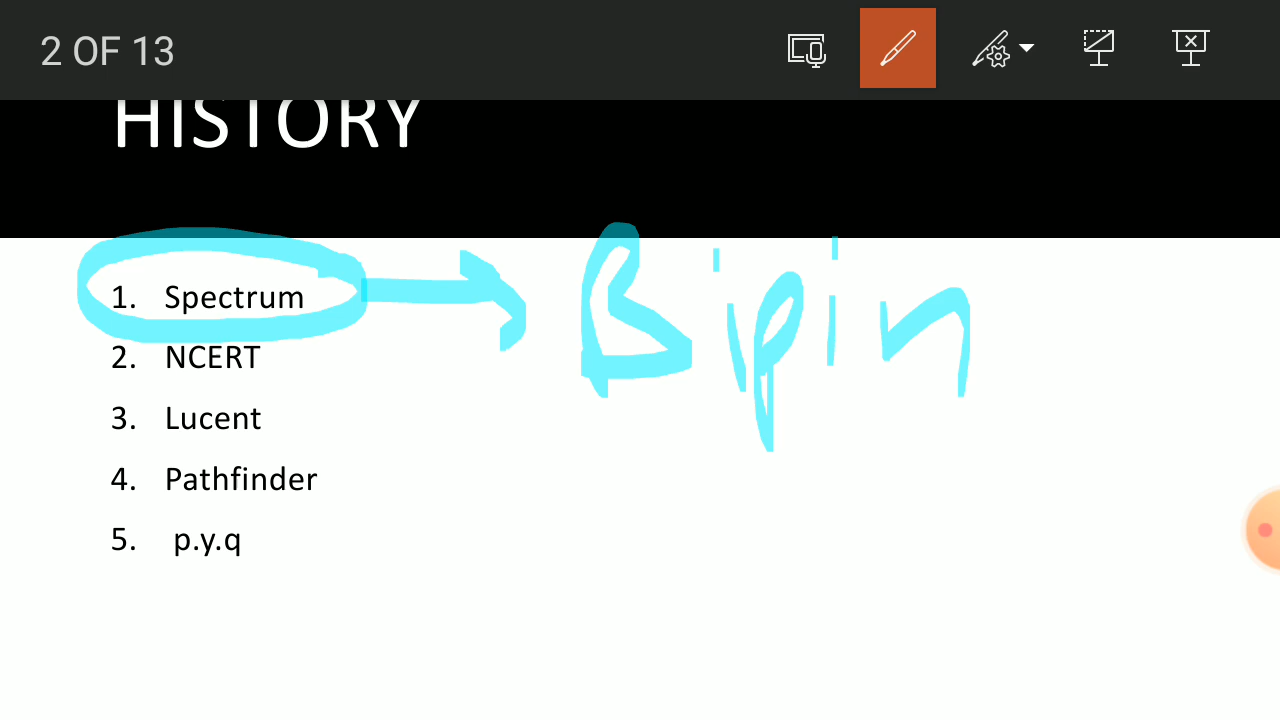 2 OF 13
HISTORY
1. Spectrum Bipin
2. NCERT
3. Lucent
4. Pathfinder
5. p.y.q